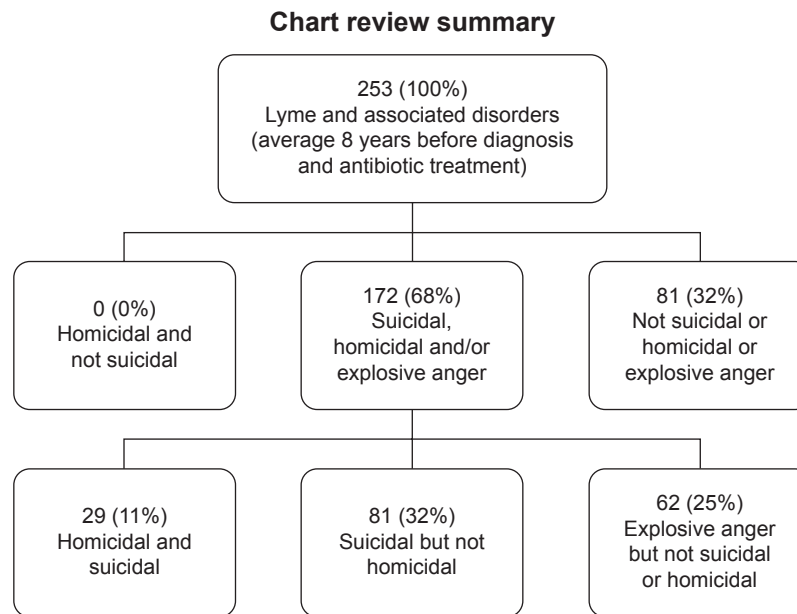 Chart review summary
253 (100%)
Lyme and associated disorders
(average 8 years before diagnosis
and antibiotic treatment)
0 (0%)
Homicidal and
not suicidal
172 (68%)
Suicidal,
homicidal and/or
explosive anger
81 (32%)
Not suicidal or
homicidal or
explosive anger
29 (11%)
Homicidal and
suicidal
81 (32%)
Suicidal but not
homicidal
62 (25%)
Explosive anger
but not suicidal
or homicidal